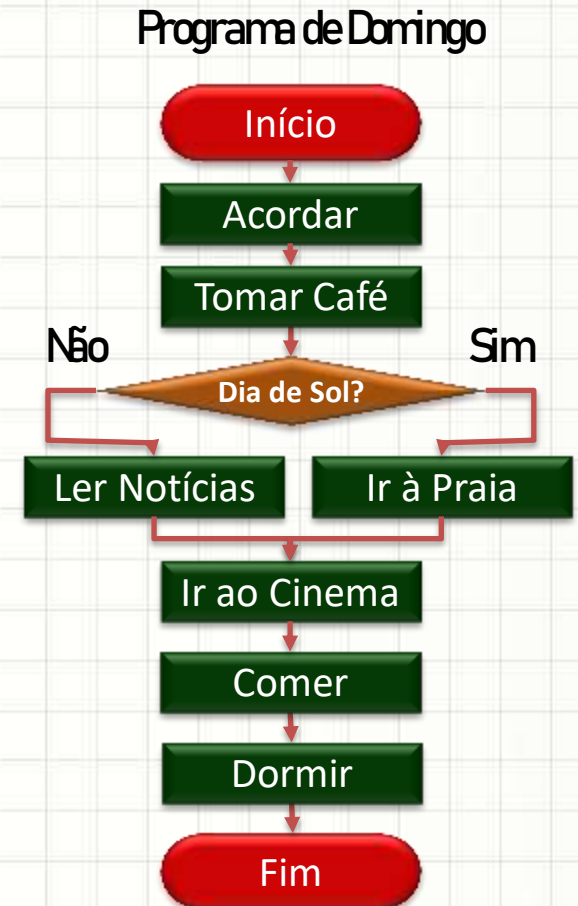 Programa de Domingo
Início
Acordar
Tomar Café
Não
Sim
Dia de Sol?
Ler Notícias
Ir à Praia
Ir ao Cinema
Comer
Dormir
Fim